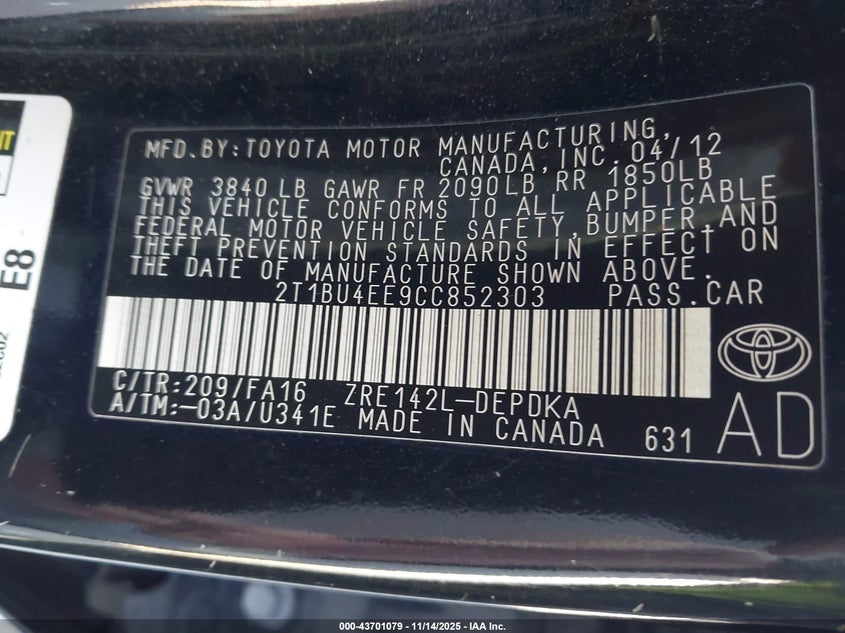 MFD. BY: TOYOTA MOTOR MANUFACTURING,
CANADA, INC. 04/12
GVWR 3840 LB GAWR FR 2090LB RR 1850LB
THIS VEHICLE CONFORMS TO ALL APPLICABLE
FEDERAL MOTOR VEHICLE SAFETY, BUMPER, AND
THEFT PREVENTION STANDARDS IN EFFECT ON
THE DATE OF MANUFACTURE SHOWN ABOVE.
2T1BU4EE9CC852303 PASS.CAR
C/TR:209/FA16 ZRE142L-DEPDKA
A/TM:-03A/U341E MADE IN CANADA 631
AD
E8
000-43701079 - 11/14/2025 - IAA Inc.